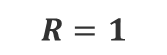 R = 1